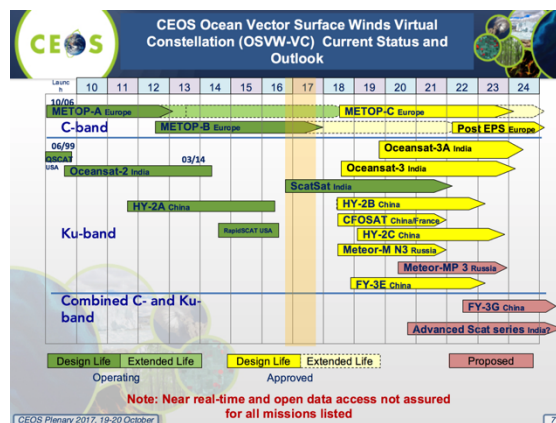 CEOS
CEOS Ocean Vector Surface Winds Virtual
Constellation (OSVW-VC) Current Status and
Outlook
Launc
h
10 11 12 13 14 15 16 17 18 19 20 21 22 23 24
10/06
METOP-A Europe
METOP-C Europe
C-band
METOP-B Europe
Post EPS Europe
06/99
QSCAT
USA
Oceansat-2 India
03/14
Oceansat-3A India
Oceansat-3 India
ScatSat India
HY-2A China
HY-2B China
RapidSCAT USA
CFOSAT China/France
Ku-band
HY-2C China
Meteor-M N3 Russia
Meteor-MP 3 Russia
FY-3E China
Combined C- and Ku-
band
FY-3G China
Advanced Scat series India?
Design Life Extended Life Design Life Extended Life Proposed
Operating Approved
Note: Near real-time and open data access not assured
for all missions listed
CEOS Plenary 2017, 19-20 October
7